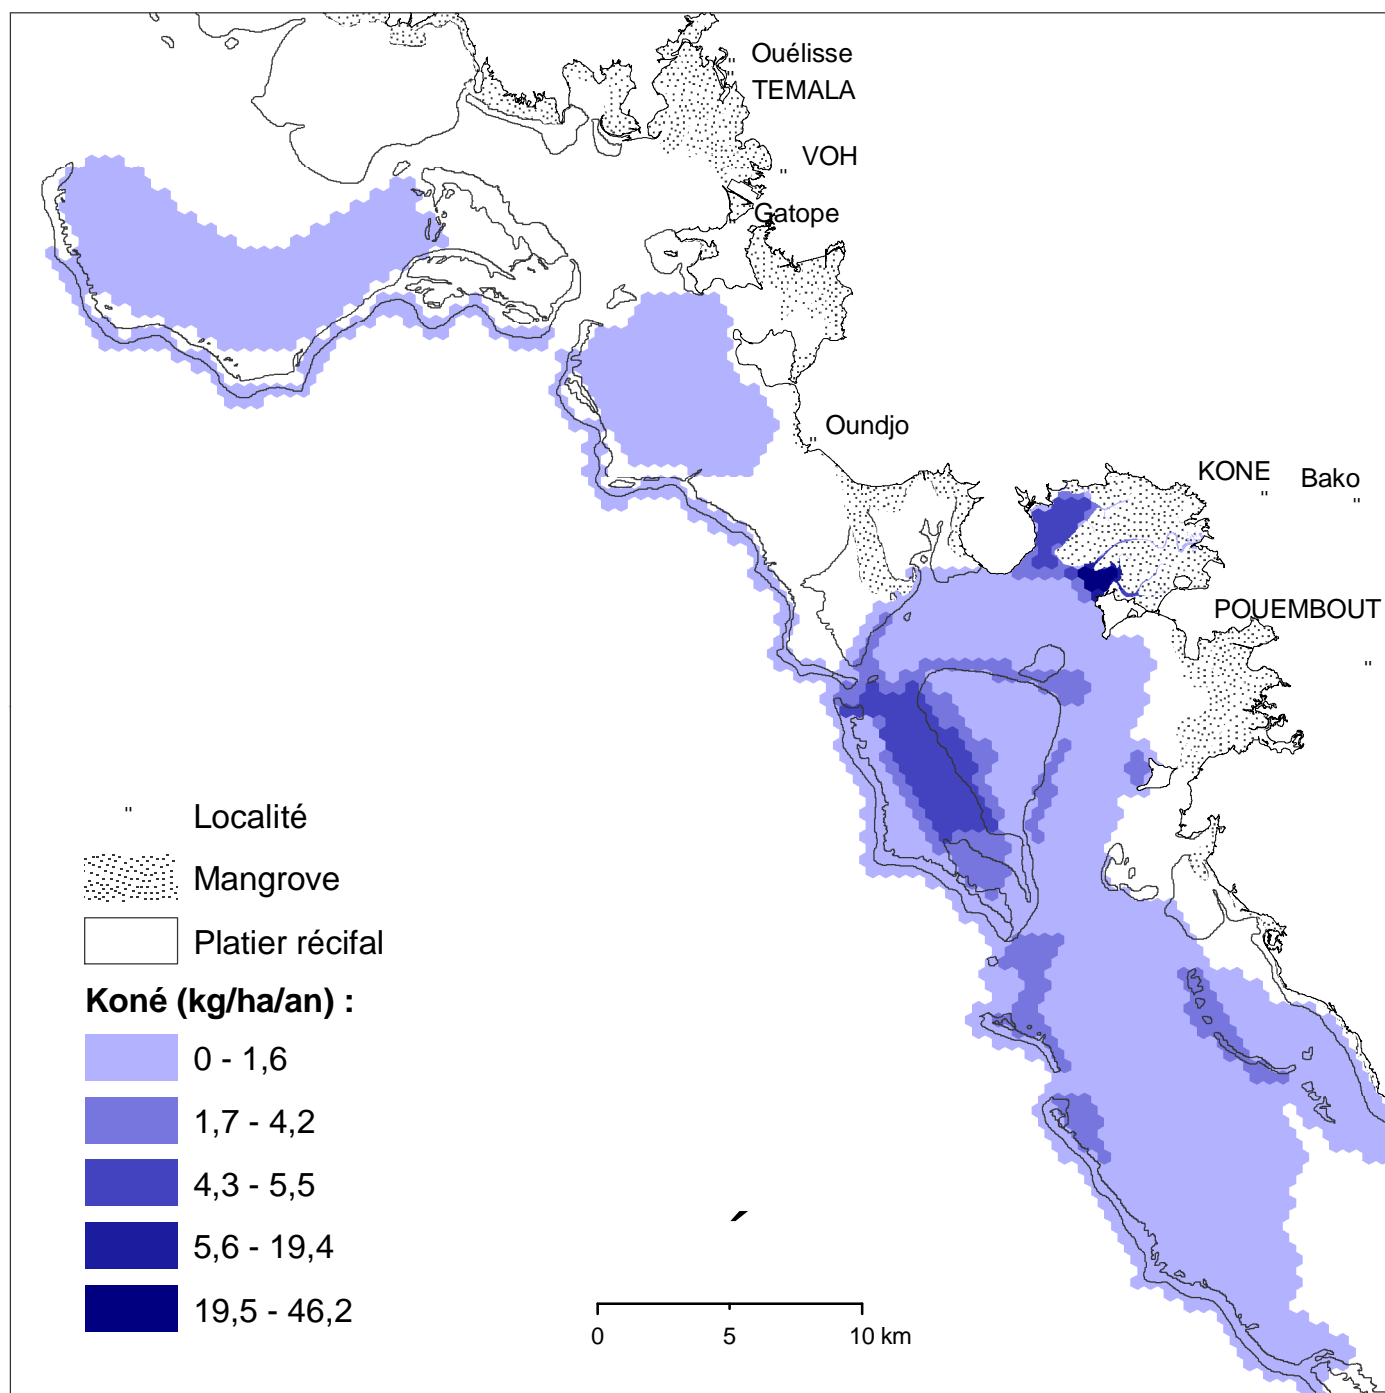 Ouélisse
TEMALA
VOH
Gatope
Oundjo
KONE
Bako
POUEMBOUT
" Localité
Mangrove
Platier récifal
Koné (kg/ha/an) :
0 - 1,6
1,7 - 4,2
4,3 - 5,5
5,6 - 19,4
19,5 - 46,2
0 5 10 km